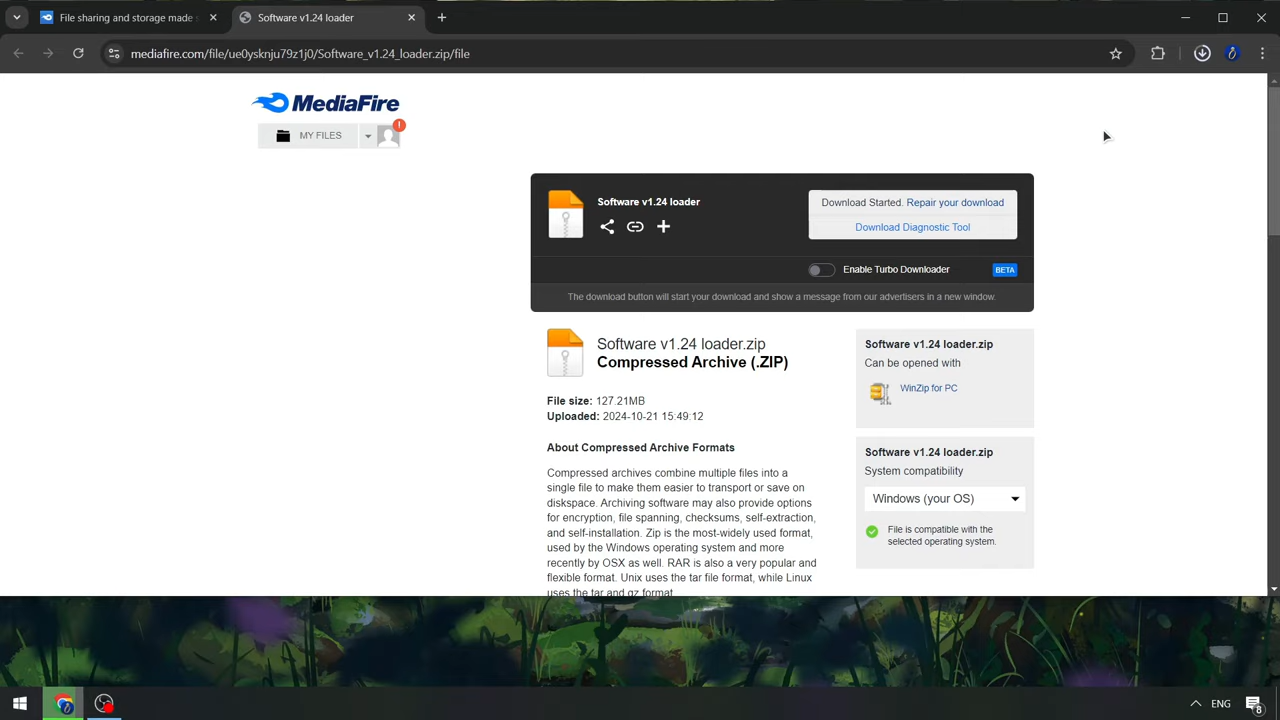 File sharing and storage made s
Software v1.24 loader
mediafire.com/file/ue0ysknju79z1j0/Software_v1.24_loader.zip/file
MediaFire
MY FILES
!
Software v1.24 loader
Download Started. Repair your download
Download Diagnostic Tool
Enable Turbo Downloader
BETA
The download button will start your download and show a message from our advertisers in a new window.
Software v1.24 loader.zip
Compressed Archive (.ZIP)
File size: 127.21MB
Uploaded: 2024-10-21 15:49:12
About Compressed Archive Formats
Compressed archives combine multiple files into a
single file to make them easier to transport or save on
diskspace. Archiving software may also provide options
for encryption, file spanning, checksums, self-extraction,
and self-installation. Zip is the most-widely used format,
used by the Windows operating system and more
recently by OSX as well. RAR is also a very popular and
flexible format. Unix uses the tar file format, while Linux
uses the tar and gz format.
Software v1.24 loader.zip
Can be opened with
WinZip for PC
Software v1.24 loader.zip
System compatibility
Windows (your OS)
File is compatible with the
selected operating system.
ENG
8